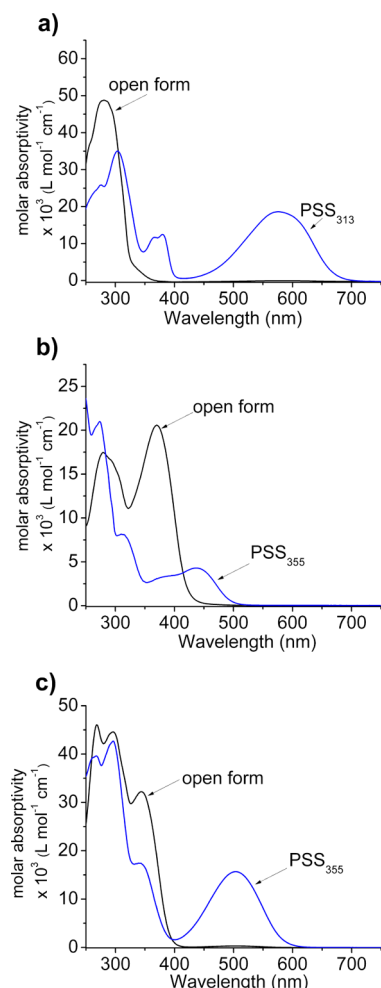 a)
molar absorptivity
x 10³ (L mol⁻¹ cm⁻¹)
60
50
40
30
20
10
0
open form
PSS₃₁₃
300 400 500 600 700
Wavelength (nm)
b)
molar absorptivity
x 10³ (L mol⁻¹ cm⁻¹)
25
20
15
10
5
0
open form
PSS₃₅₅
300 400 500 600 700
Wavelength (nm)
c)
molar absorptivity
x 10³ (L mol⁻¹ cm⁻¹)
50
40
30
20
10
0
open form
PSS₃₅₅
300 400 500 600 700
Wavelength (nm)